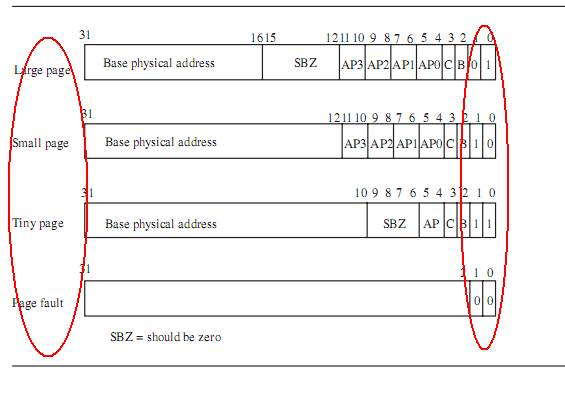 31 16 15 12 11 10 9 8 7 6 5 4 3 2 1 0
Large page Base physical address SBZ AP3 AP2 AP1 AP0 C B 0 1
31 12 11 10 9 8 7 6 5 4 3 2 1 0
Small page Base physical address AP3 AP2 AP1 AP0 C B 1 0
31 10 9 8 7 6 5 4 3 2 1 0
Tiny page Base physical address SBZ AP C B 1 1
31 2 1 0
Page fault 0 0
SBZ = should be zero